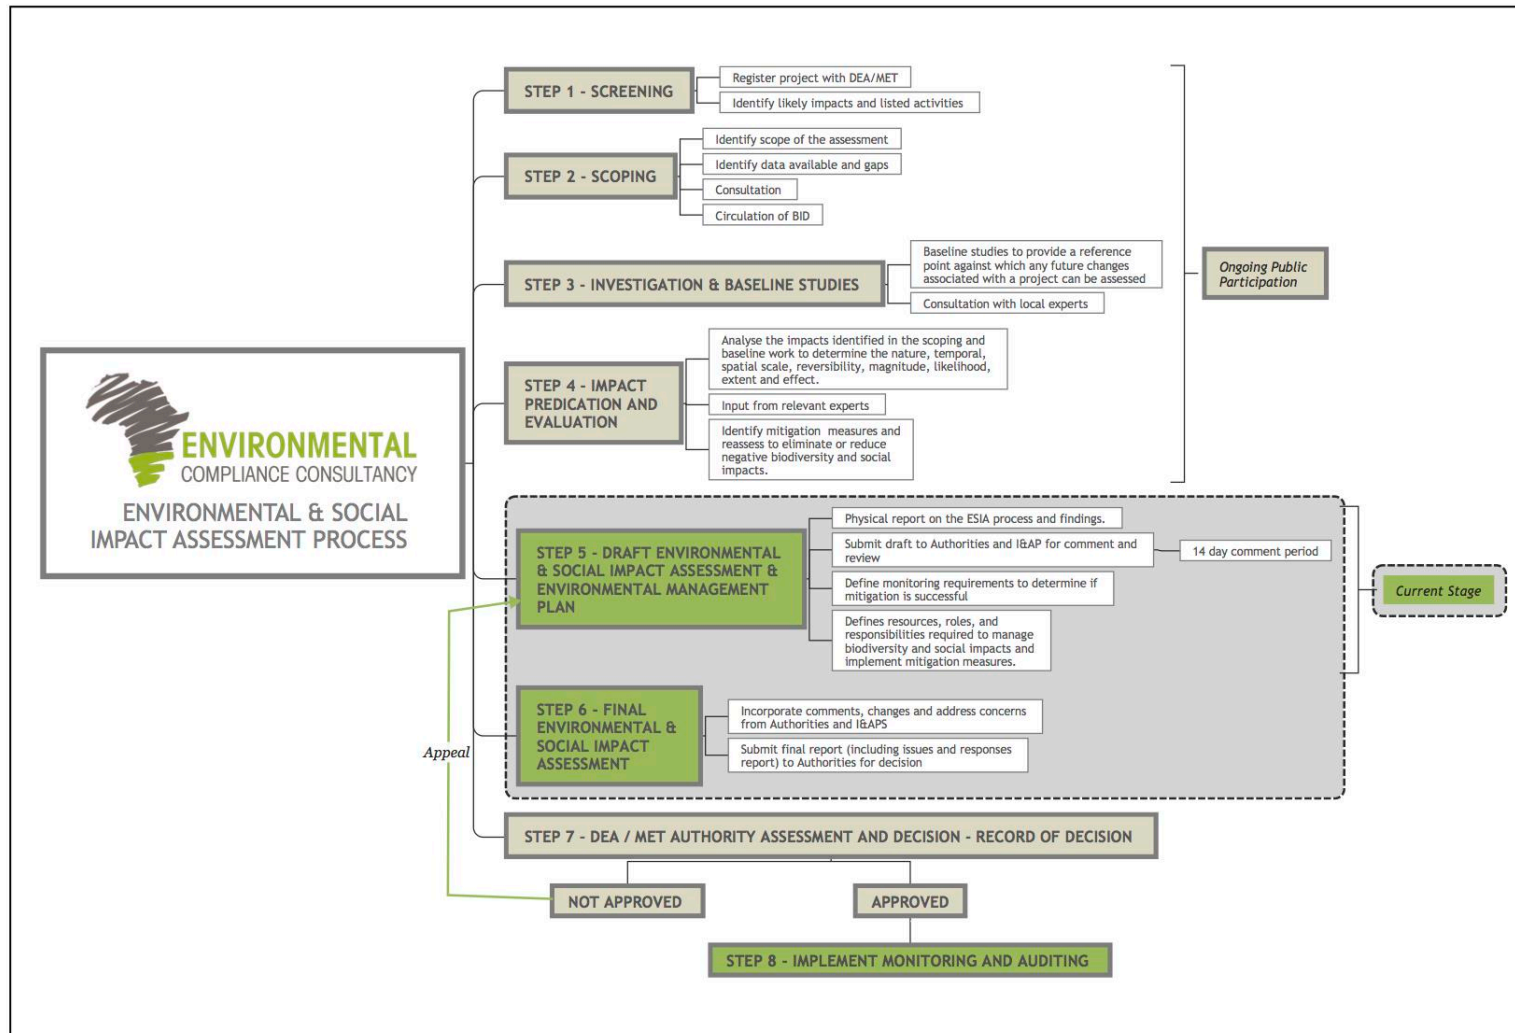 STEP 1 - SCREENING
Register project with DEA/MET
Identify likely impacts and listed activities
STEP 2 - SCOPING
Identify scope of the assessment
Identify data available and gaps
Consultation
Circulation of BID
STEP 3 - INVESTIGATION & BASELINE STUDIES
Baseline studies to provide a reference
point against which any future changes
associated with a project can be assessed
Consultation with local experts
Ongoing Public
Participation
STEP 4 - IMPACT
PREDICATION AND
EVALUATION
Analyse the impacts identified in the scoping and
baseline work to determine the nature, temporal,
spatial scale, reversibility, magnitude, likelihood,
extent and effect.
Input from relevant experts
Identify mitigation measures and
reassess to eliminate or reduce
negative biodiversity and social
impacts.
ENVIRONMENTAL
COMPLIANCE CONSULTANCY
ENVIRONMENTAL & SOCIAL
IMPACT ASSESSMENT PROCESS
STEP 5 - DRAFT ENVIRONMENTAL
& SOCIAL IMPACT ASSESSMENT &
ENVIRONMENTAL MANAGEMENT
PLAN
Physical report on the ESIA process and findings.
Submit draft to Authorities and I&AP for comment and
review
14 day comment period
Define monitoring requirements to determine if
mitigation is successful
Defines resources, roles, and
responsibilities required to manage
biodiversity and social impacts and
implement mitigation measures.
Current Stage
STEP 6 - FINAL
ENVIRONMENTAL &
SOCIAL IMPACT
ASSESSMENT
Incorporate comments, changes and address concerns
from Authorities and I&APS
Submit final report (including issues and responses
report) to Authorities for decision
Appeal
STEP 7 - DEA / MET AUTHORITY ASSESSMENT AND DECISION - RECORD OF DECISION
NOT APPROVED
APPROVED
STEP 8 - IMPLEMENT MONITORING AND AUDITING